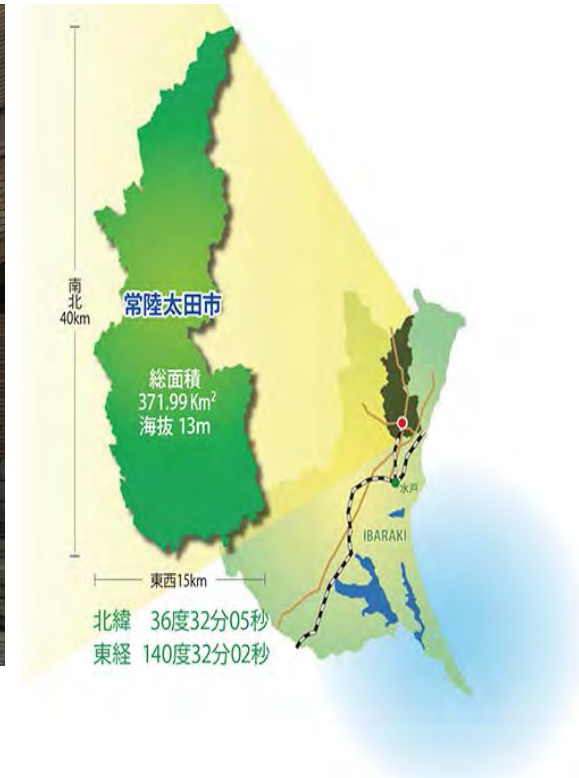 南北
40km
常陸太田市
総面積
371.99 Km²
海抜 13m
水戸
IBARAKI
東西15km
北緯 36度32分05秒
東経 140度32分02秒